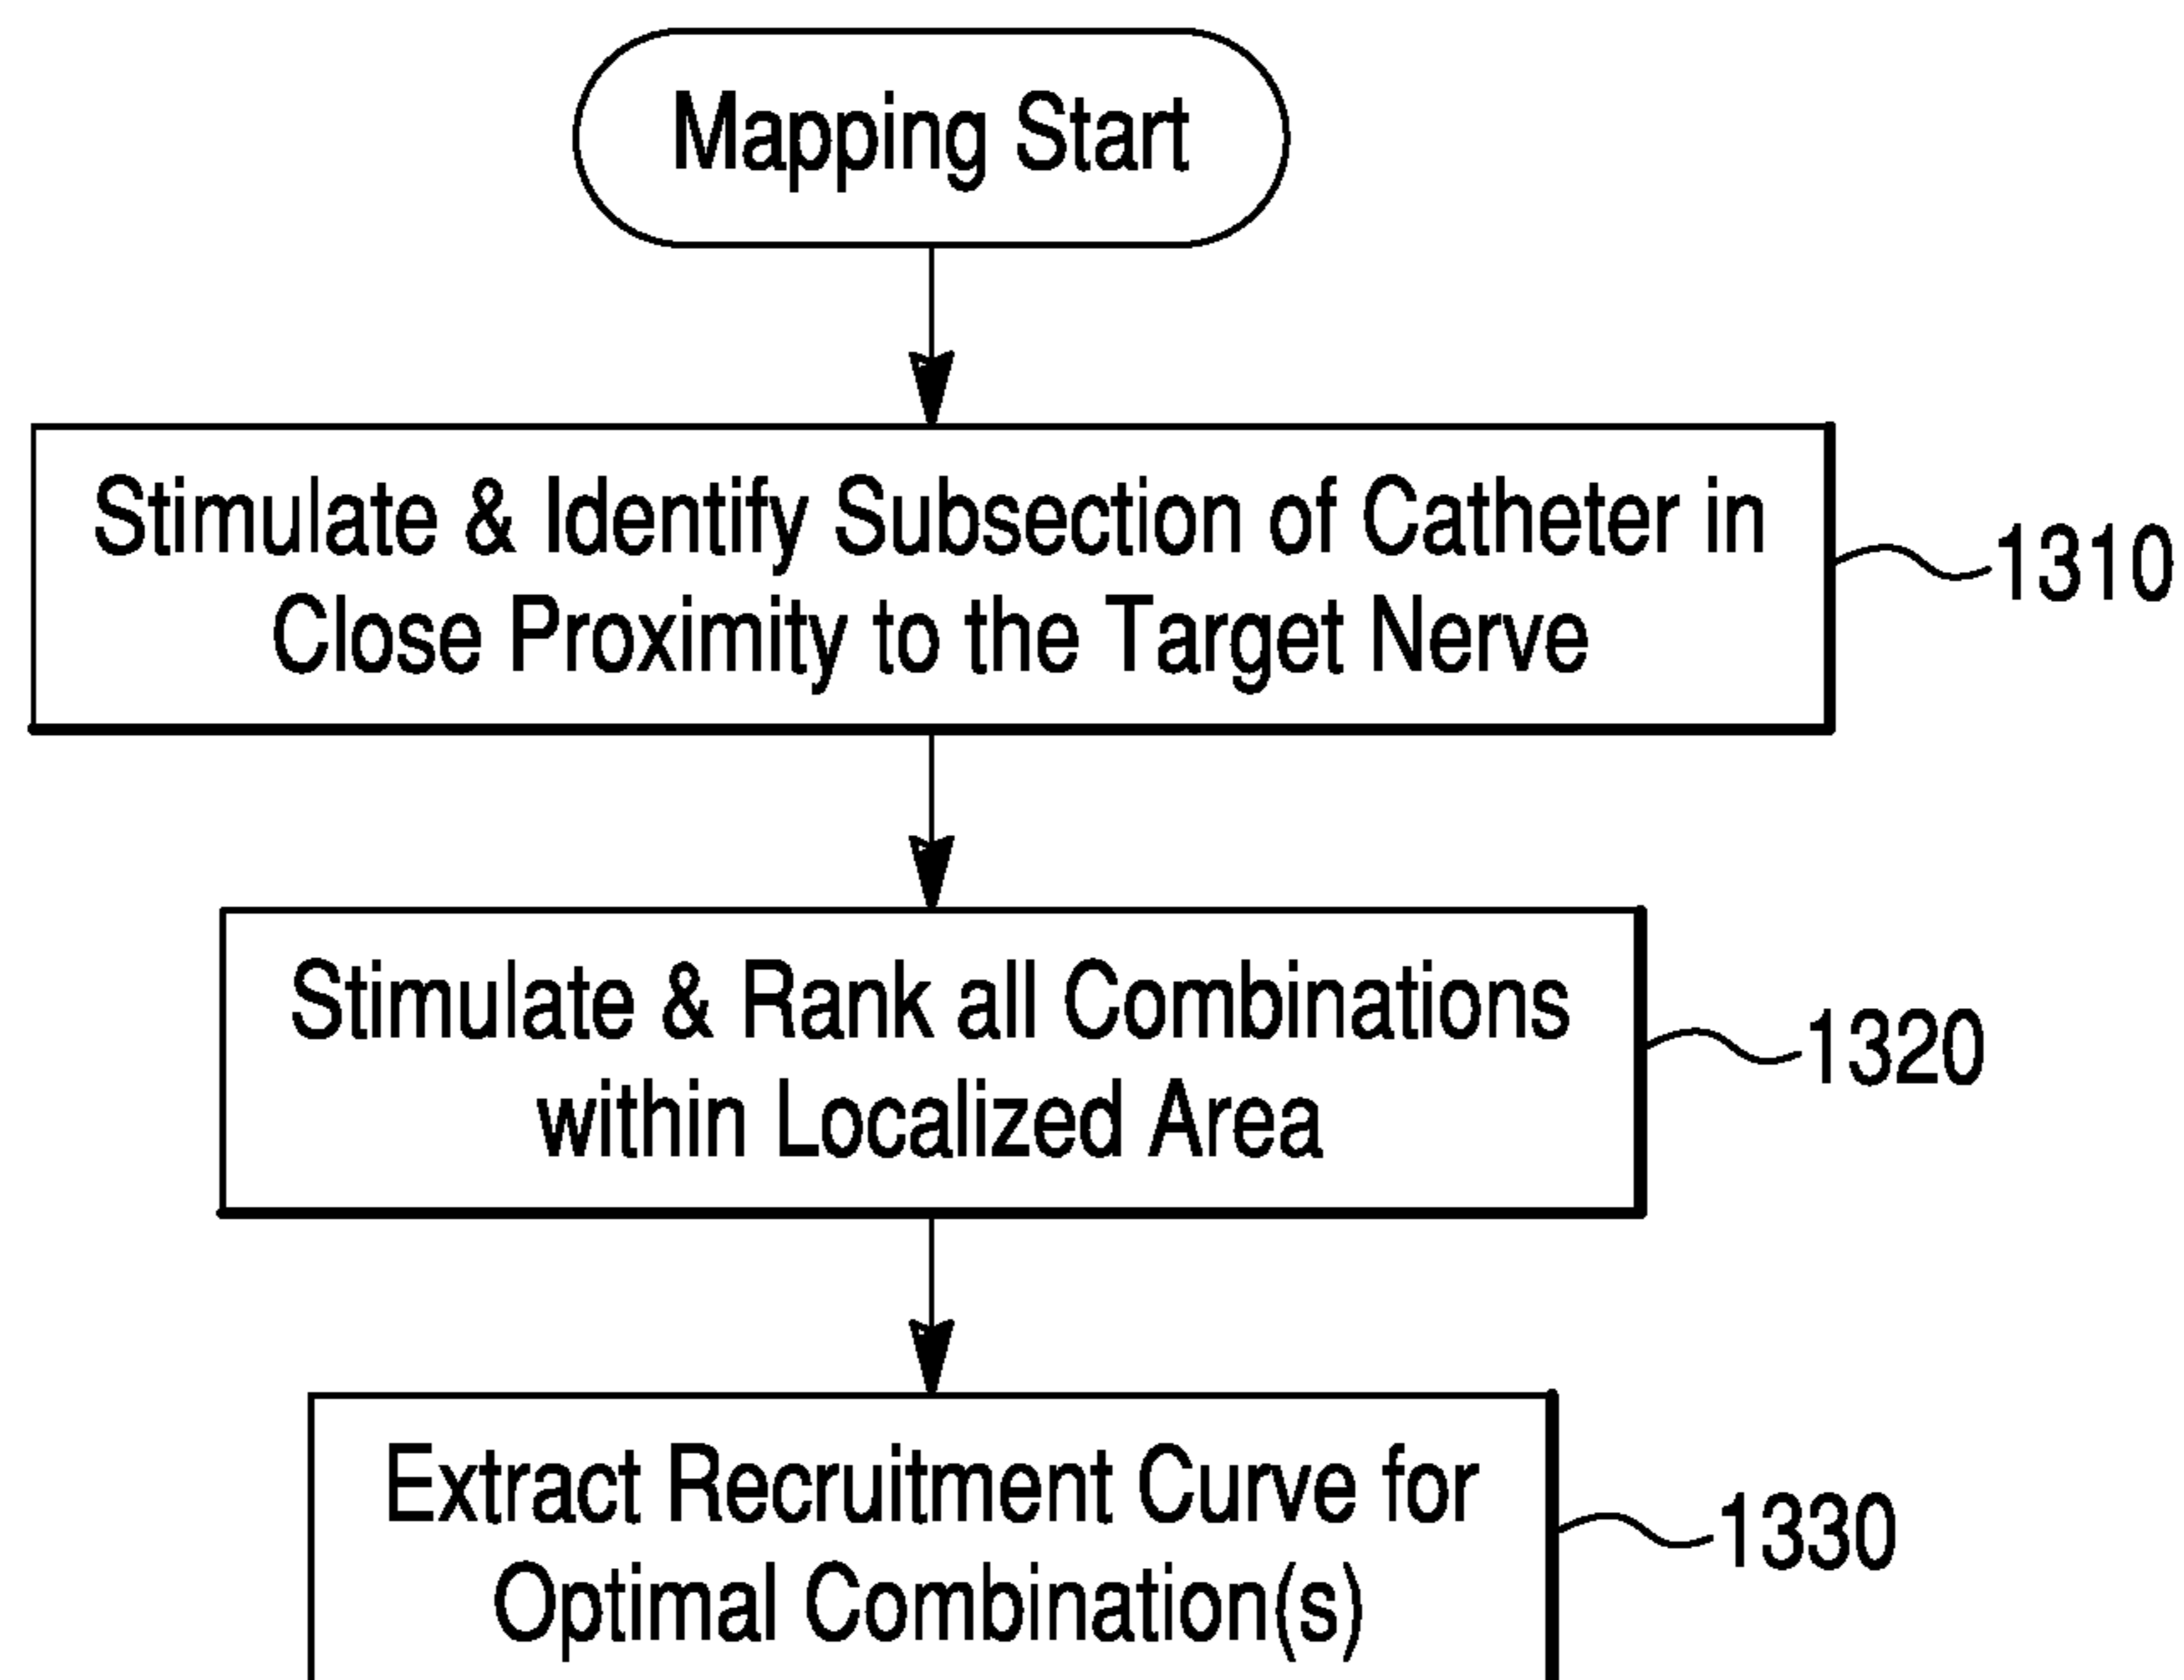 Mapping Start
Stimulate & Identify Subsection of Catheter in
Close Proximity to the Target Nerve
1310
Stimulate & Rank all Combinations
within Localized Area
1320
Extract Recruitment Curve for
Optimal Combination(s)
1330